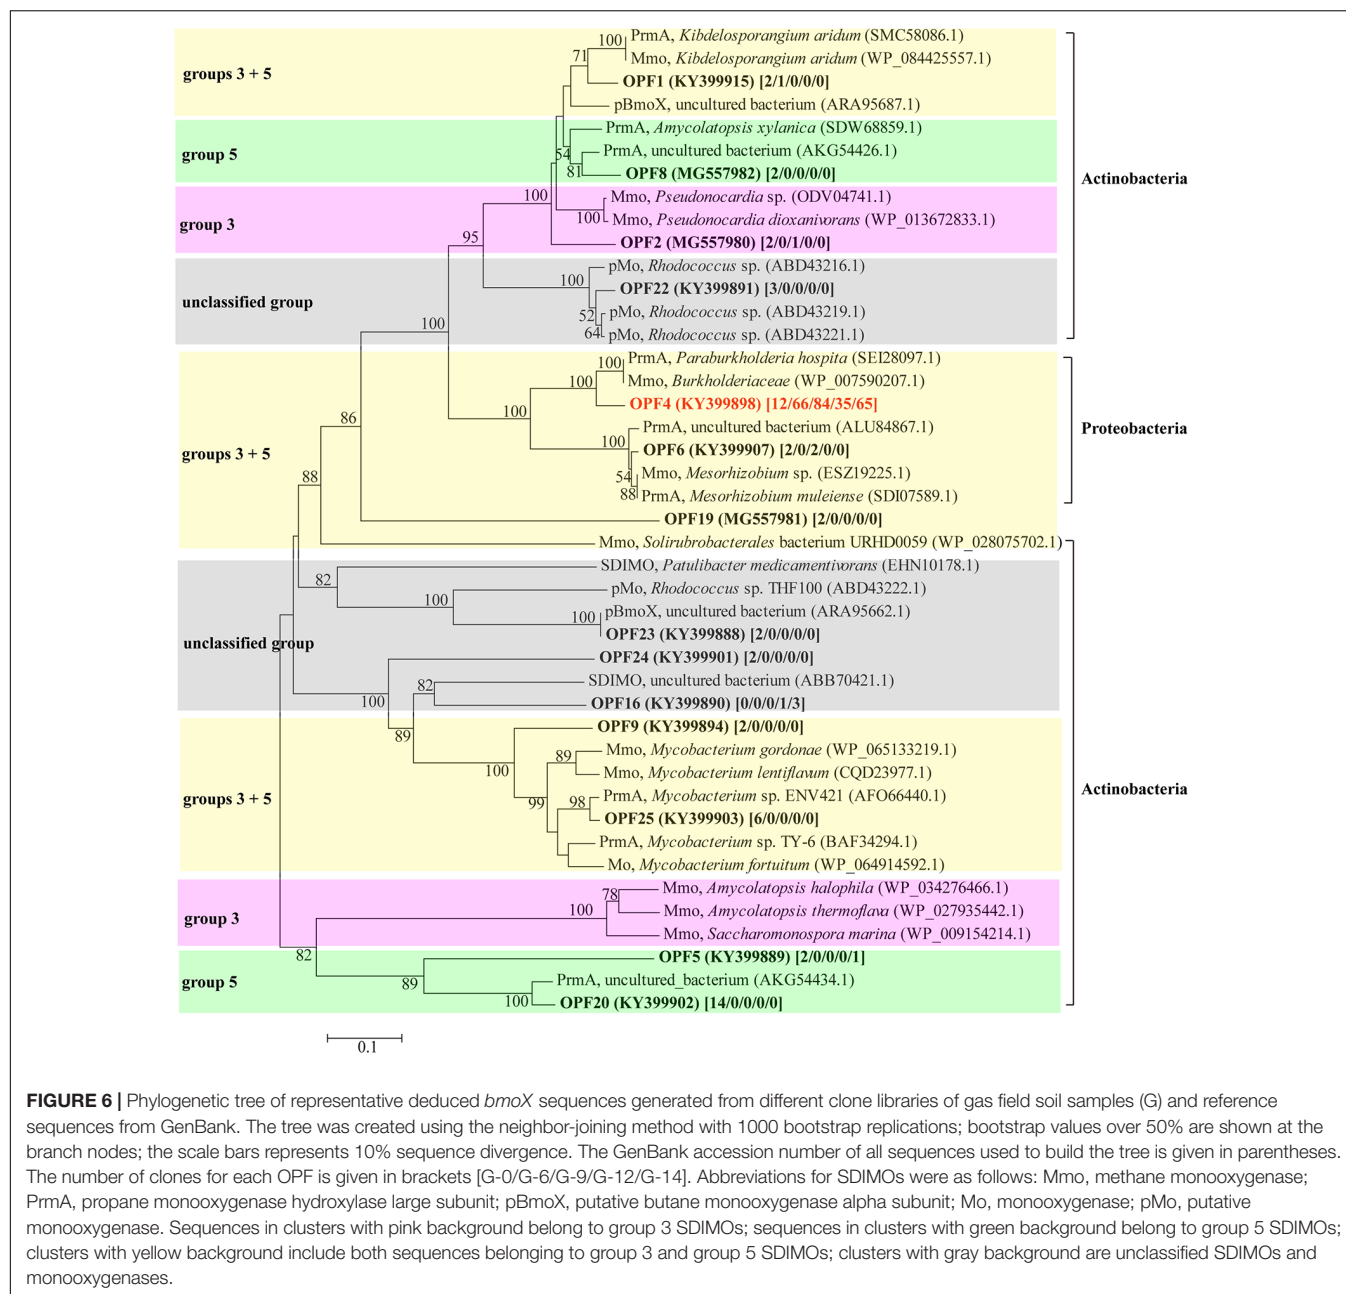 groups 3 + 5
100
PrmA, Kibdelosporangium aridum (SMC58086.1)
Mmo, Kibdelosporangium aridum (WP_084425557.1)
71
OPF1 (KY399915) [2/1/0/0/0]
pBmoX, uncultured bacterium (ARA95687.1)
group 5
PrmA, Amycolatopsis xylanica (SDW68859.1)
54
PrmA, uncultured bacterium (AKG54426.1)
81
OPF8 (MG557982) [2/0/0/0/0]
Actinobacteria
group 3
100
Mmo, Pseudonocardia sp. (ODV04741.1)
100
Mmo, Pseudonocardia dioxanivorans (WP_013672833.1)
95
OPF2 (MG557980) [2/0/1/0/0]
unclassified group
pMo, Rhodococcus sp. (ABD43216.1)
100
OPF22 (KY399891) [3/0/0/0/0]
52
pMo, Rhodococcus sp. (ABD43219.1)
100
64
pMo, Rhodococcus sp. (ABD43221.1)
groups 3 + 5
100
PrmA, Paraburkholderia hospita (SEI28097.1)
100
Mmo, Burkholderiaceae (WP_007590207.1)
OPF4 (KY399898) [12/66/84/35/65]
86
100
PrmA, uncultured bacterium (ALU84867.1)
Proteobacteria
100
OPF6 (KY399907) [2/0/2/0/0]
88
54
Mmo, Mesorhizobium sp. (ESZ19225.1)
88
PrmA, Mesorhizobium muleiense (SDI07589.1)
OPF19 (MG557981) [2/0/0/0/0]
Mmo, Solirubrobacterales bacterium URHD0059 (WP_028075702.1)
unclassified group
82
SDIMO, Patulibacter medicamentivorans (EHN10178.1)
100
pMo, Rhodococcus sp. THF100 (ABD43222.1)
100
pBmoX, uncultured bacterium (ARA95662.1)
OPF23 (KY399888) [2/0/0/0/0]
OPF24 (KY399901) [2/0/0/0/0]
100
82
SDIMO, uncultured bacterium (ABB70421.1)
OPF16 (KY399890) [0/0/0/1/3]
89
OPF9 (KY399894) [2/0/0/0/0]
groups 3 + 5
100
89
Mmo, Mycobacterium gordonae (WP_065133219.1)
Mmo, Mycobacterium lentiflavum (CQD23977.1)
99
98
PrmA, Mycobacterium sp. ENV421 (AFO66440.1)
Actinobacteria
OPF25 (KY399903) [6/0/0/0/0]
PrmA, Mycobacterium sp. TY-6 (BAF34294.1)
Mo, Mycobacterium fortuitum (WP_064914592.1)
group 3
78
Mmo, Amycolatopsis halophila (WP_034276466.1)
100
Mmo, Amycolatopsis thermoflava (WP_027935442.1)
Mmo, Saccharomonospora marina (WP_009154214.1)
82
group 5
OPF5 (KY399889) [2/0/0/0/1]
89
PrmA, uncultured_bacterium (AKG54434.1)
100
OPF20 (KY399902) [14/0/0/0/0]
0.1
FIGURE 6 | Phylogenetic tree of representative deduced bmoX sequences generated from different clone libraries of gas field soil samples (G) and reference
sequences from GenBank. The tree was created using the neighbor-joining method with 1000 bootstrap replications; bootstrap values over 50% are shown at the
branch nodes; the scale bars represents 10% sequence divergence. The GenBank accession number of all sequences used to build the tree is given in parentheses.
The number of clones for each OPF is given in brackets [G-0/G-6/G-9/G-12/G-14]. Abbreviations for SDIMOs were as follows: Mmo, methane monooxygenase;
PrmA, propane monooxygenase hydroxylase large subunit; pBmoX, putative butane monooxygenase alpha subunit; Mo, monooxygenase; pMo, putative
monooxygenase. Sequences in clusters with pink background belong to group 3 SDIMOs; sequences in clusters with green background belong to group 5 SDIMOs;
clusters with yellow background include both sequences belonging to group 3 and group 5 SDIMOs; clusters with gray background are unclassified SDIMOs and
monooxygenases.